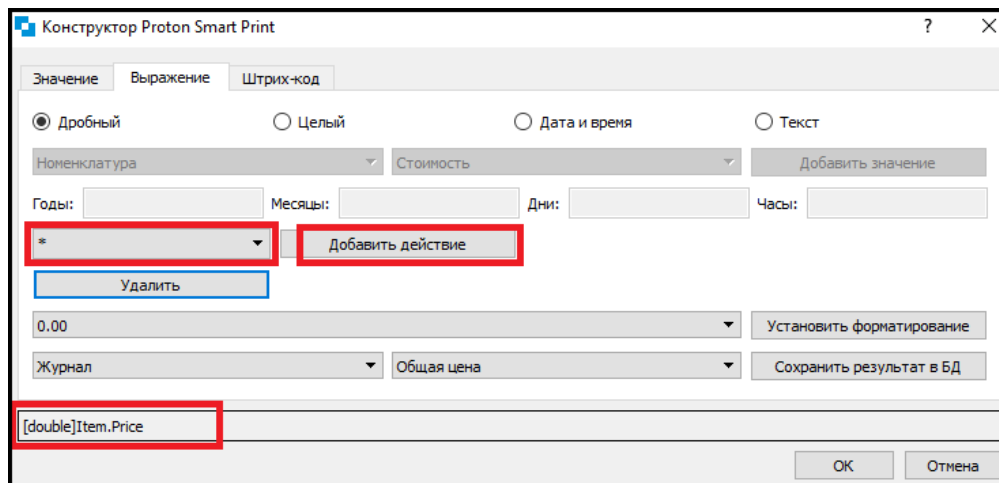 Конструктор Proton Smart Print ?
Значение Выражение Штрих-код
Дробный Целый Дата и время Текст
Номенклатура Стоимость Добавить значение
Годы: Месяцы: Дни: Часы:
* Добавить действие
Удалить
0.00 Установить форматирование
Журнал Общая цена Сохранить результат в БД
[double]Item.Price
ОК Отмена